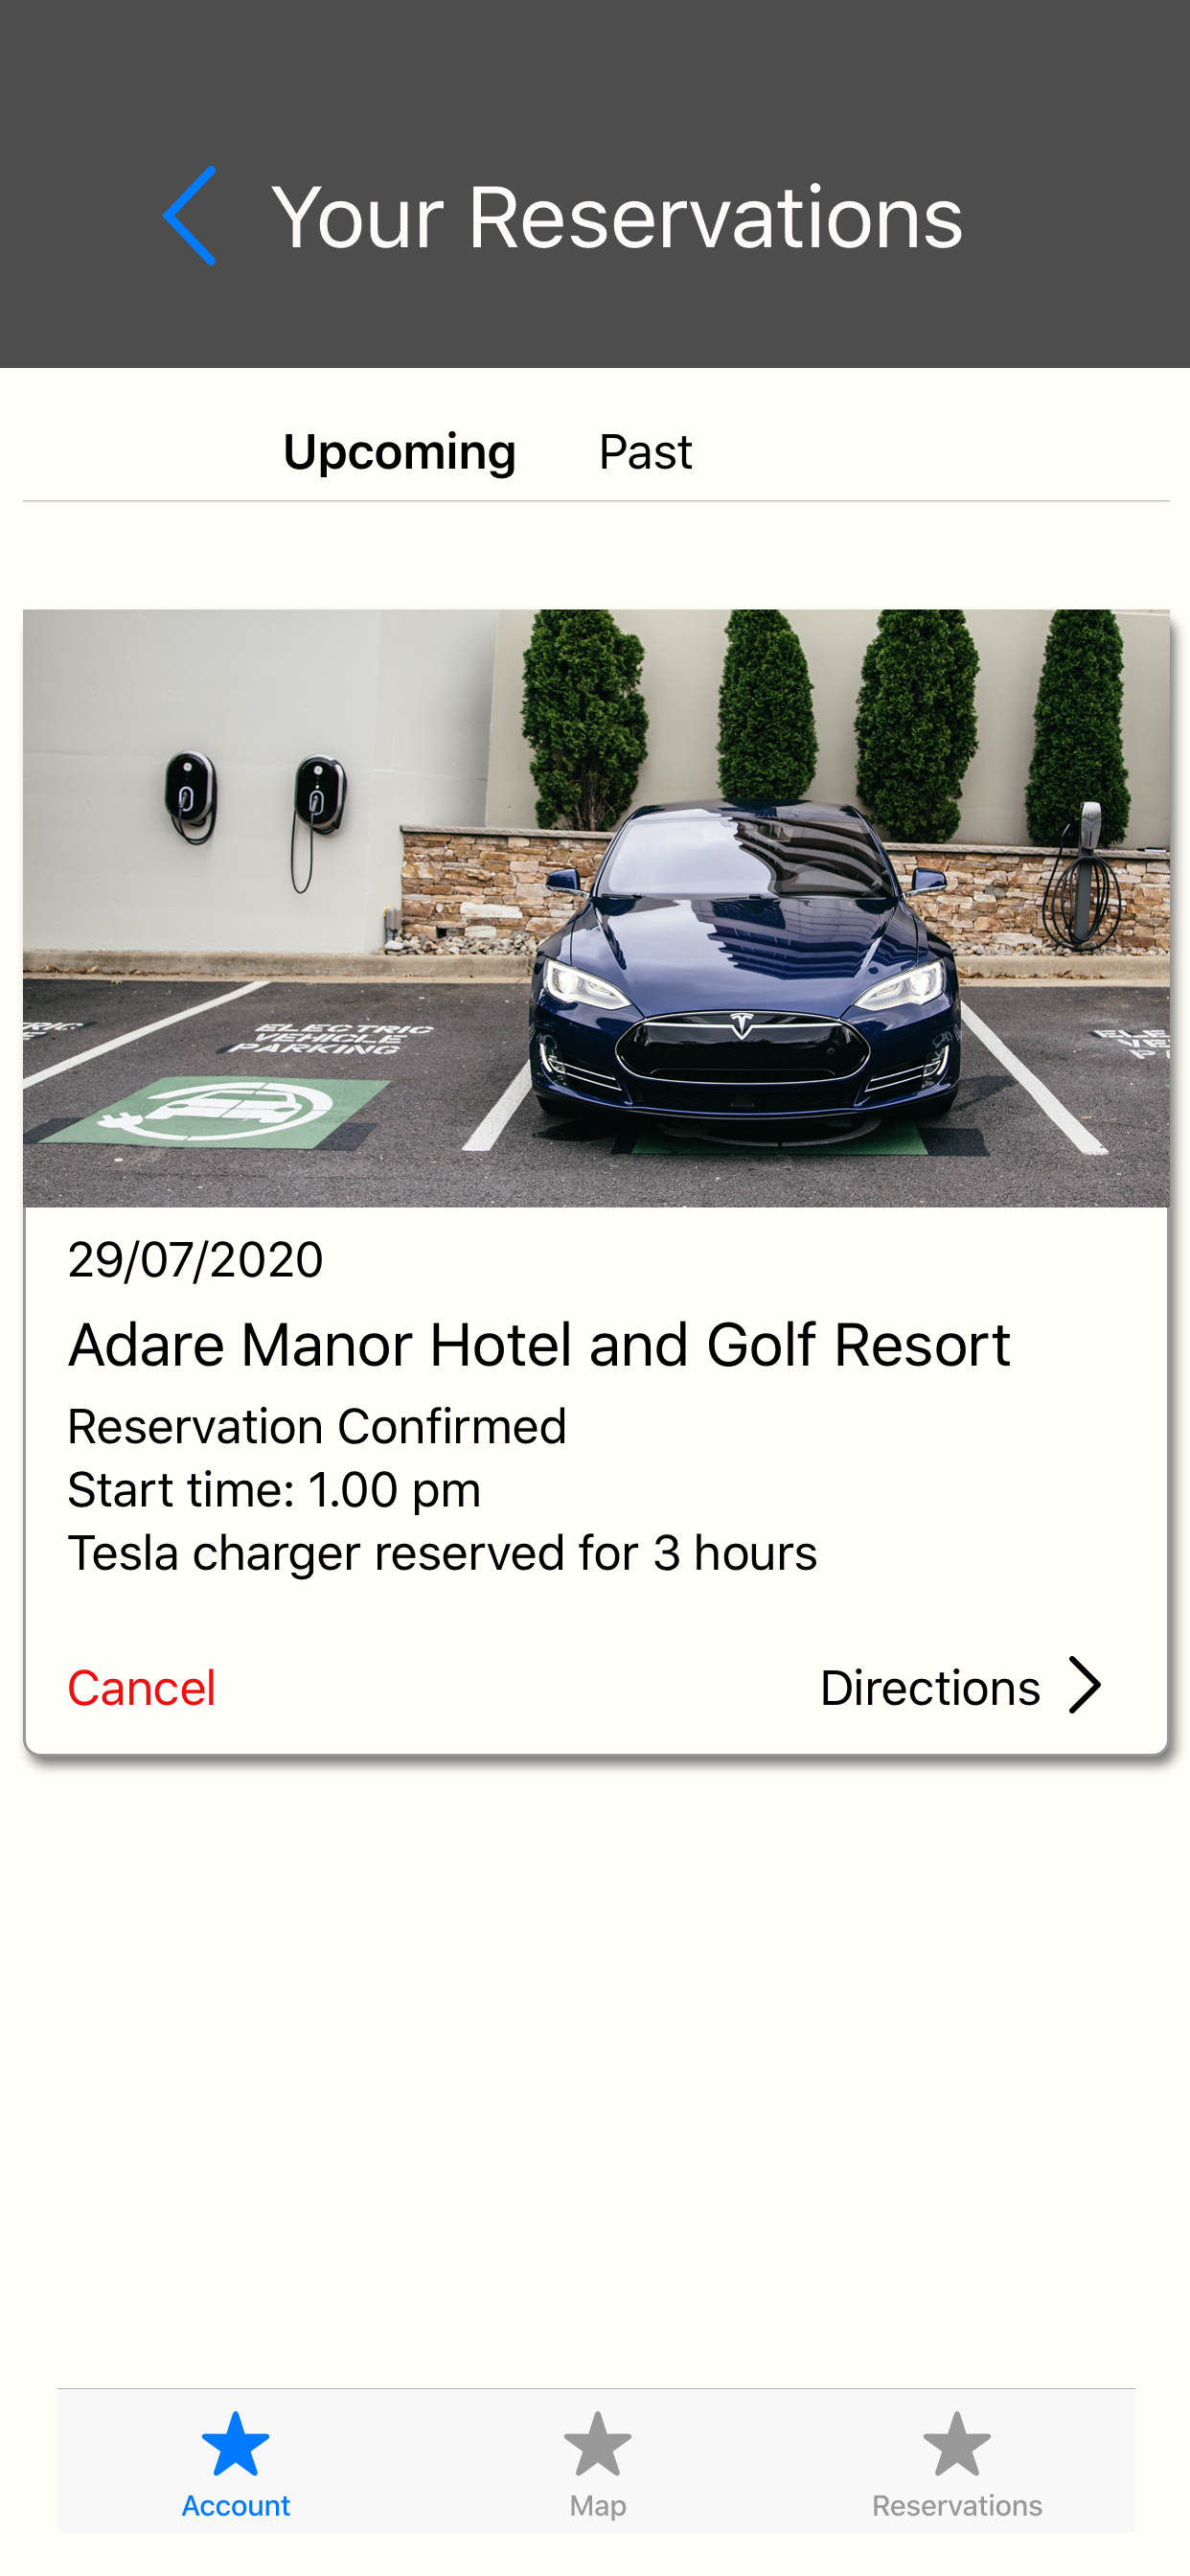 Your Reservations
Upcoming Past
ELECTRIC
VEHICLE
PARKING
29/07/2020
Adare Manor Hotel and Golf Resort
Reservation Confirmed
Start time: 1.00 pm
Tesla charger reserved for 3 hours
Cancel Directions
Account Map Reservations